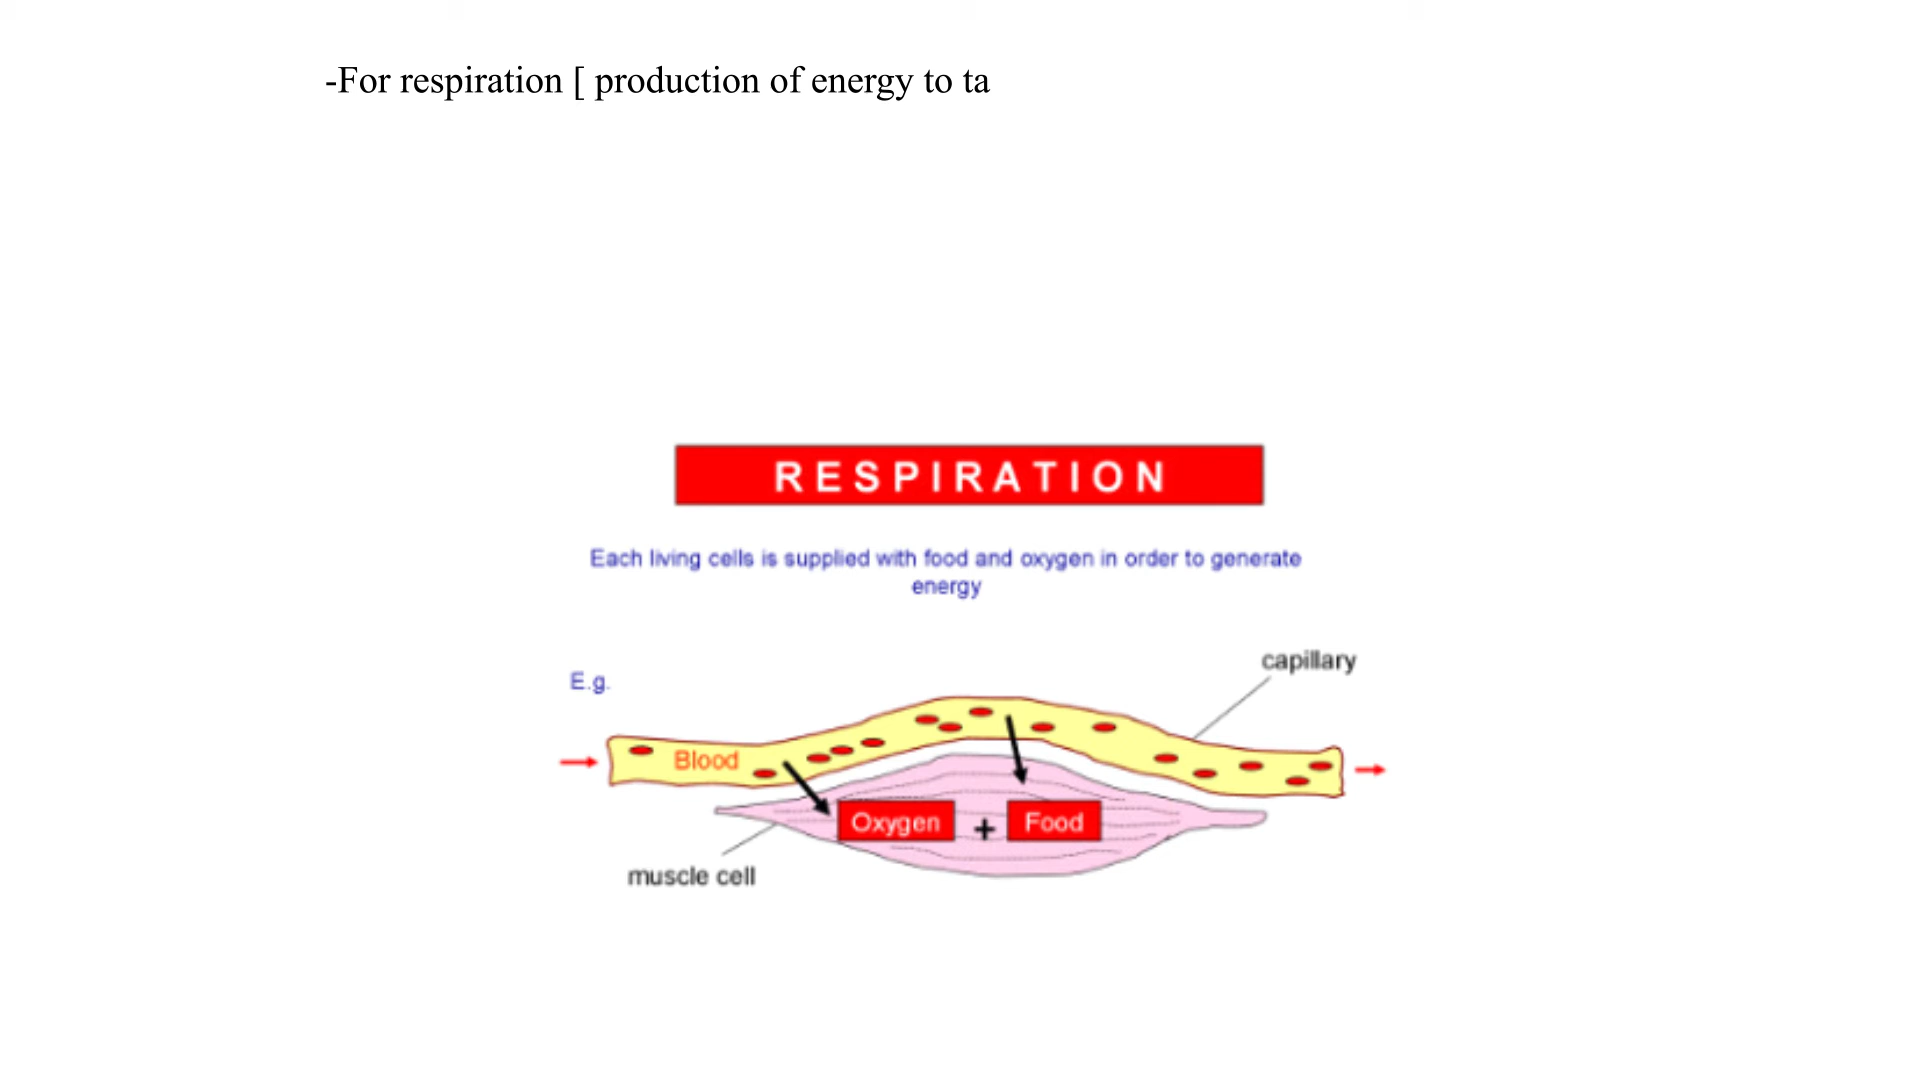 -For respiration [ production of energy to ta
RESPIRATION
Each living cells is supplied with food and oxygen in order to generate
energy
capillary
E.g.
Blood
Oxygen + Food
muscle cell